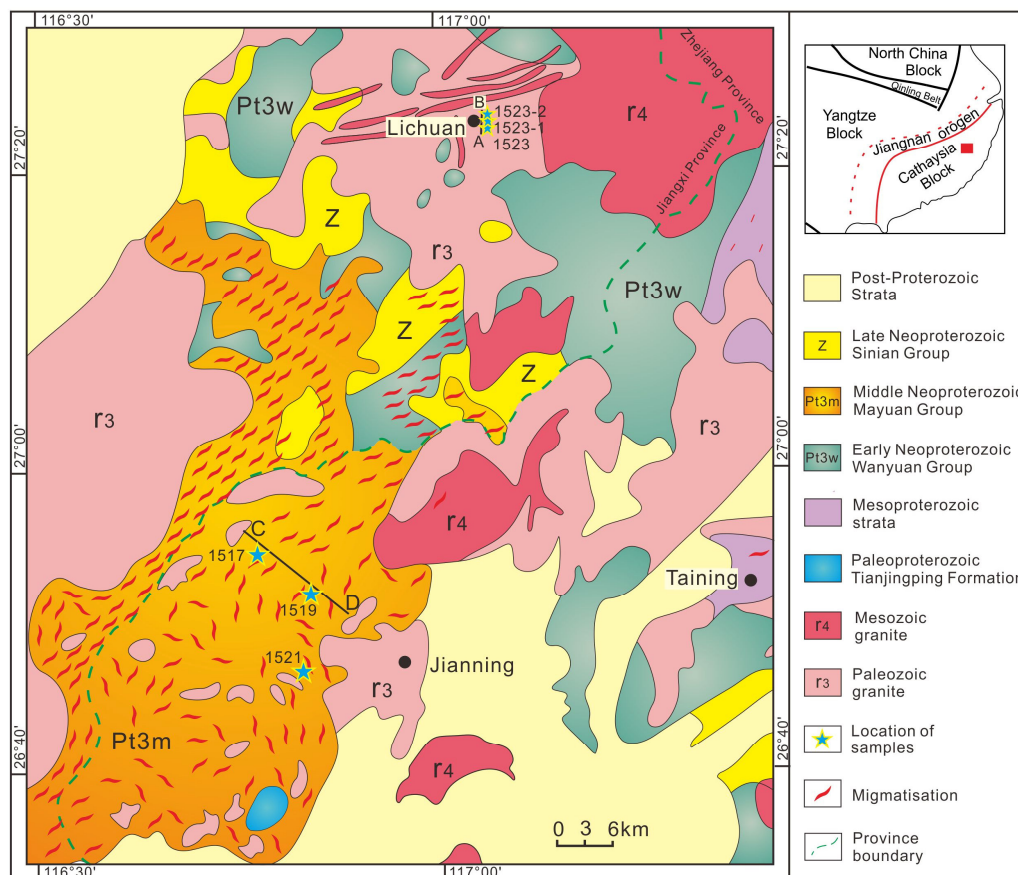 116°30'
117°00'
27°20'
27°00'
26°40'
27°20'
27°00'
26°40'
116°30'
117°00'
Zhejiang Province
Jiangxi Province
Pt3w
B
1523-2
Lichuan
1523-1
A
1523
r4
Z
r3
Pt3w
Z
r3
Z
r3
r4
C
1517
1519
D
Taining
1521
Jianning
r3
Pt3m
r4
0 3 6km
North China
Block
Qinling Belt
Yangtze
Block
Jiangnan orogen
Cathaysia
Block
Post-Proterozoic
Strata
Z
Late Neoproterozoic
Sinian Group
Pt3m
Middle Neoproterozoic
Mayuan Group
Pt3w
Early Neoproterozoic
Wanyuan Group
Mesoproterozoic
strata
Paleoproterozoic
Tianjingping Formation
r4
Mesozoic
granite
r3
Paleozoic
granite
Location of
samples
Migmatisation
Province
boundary